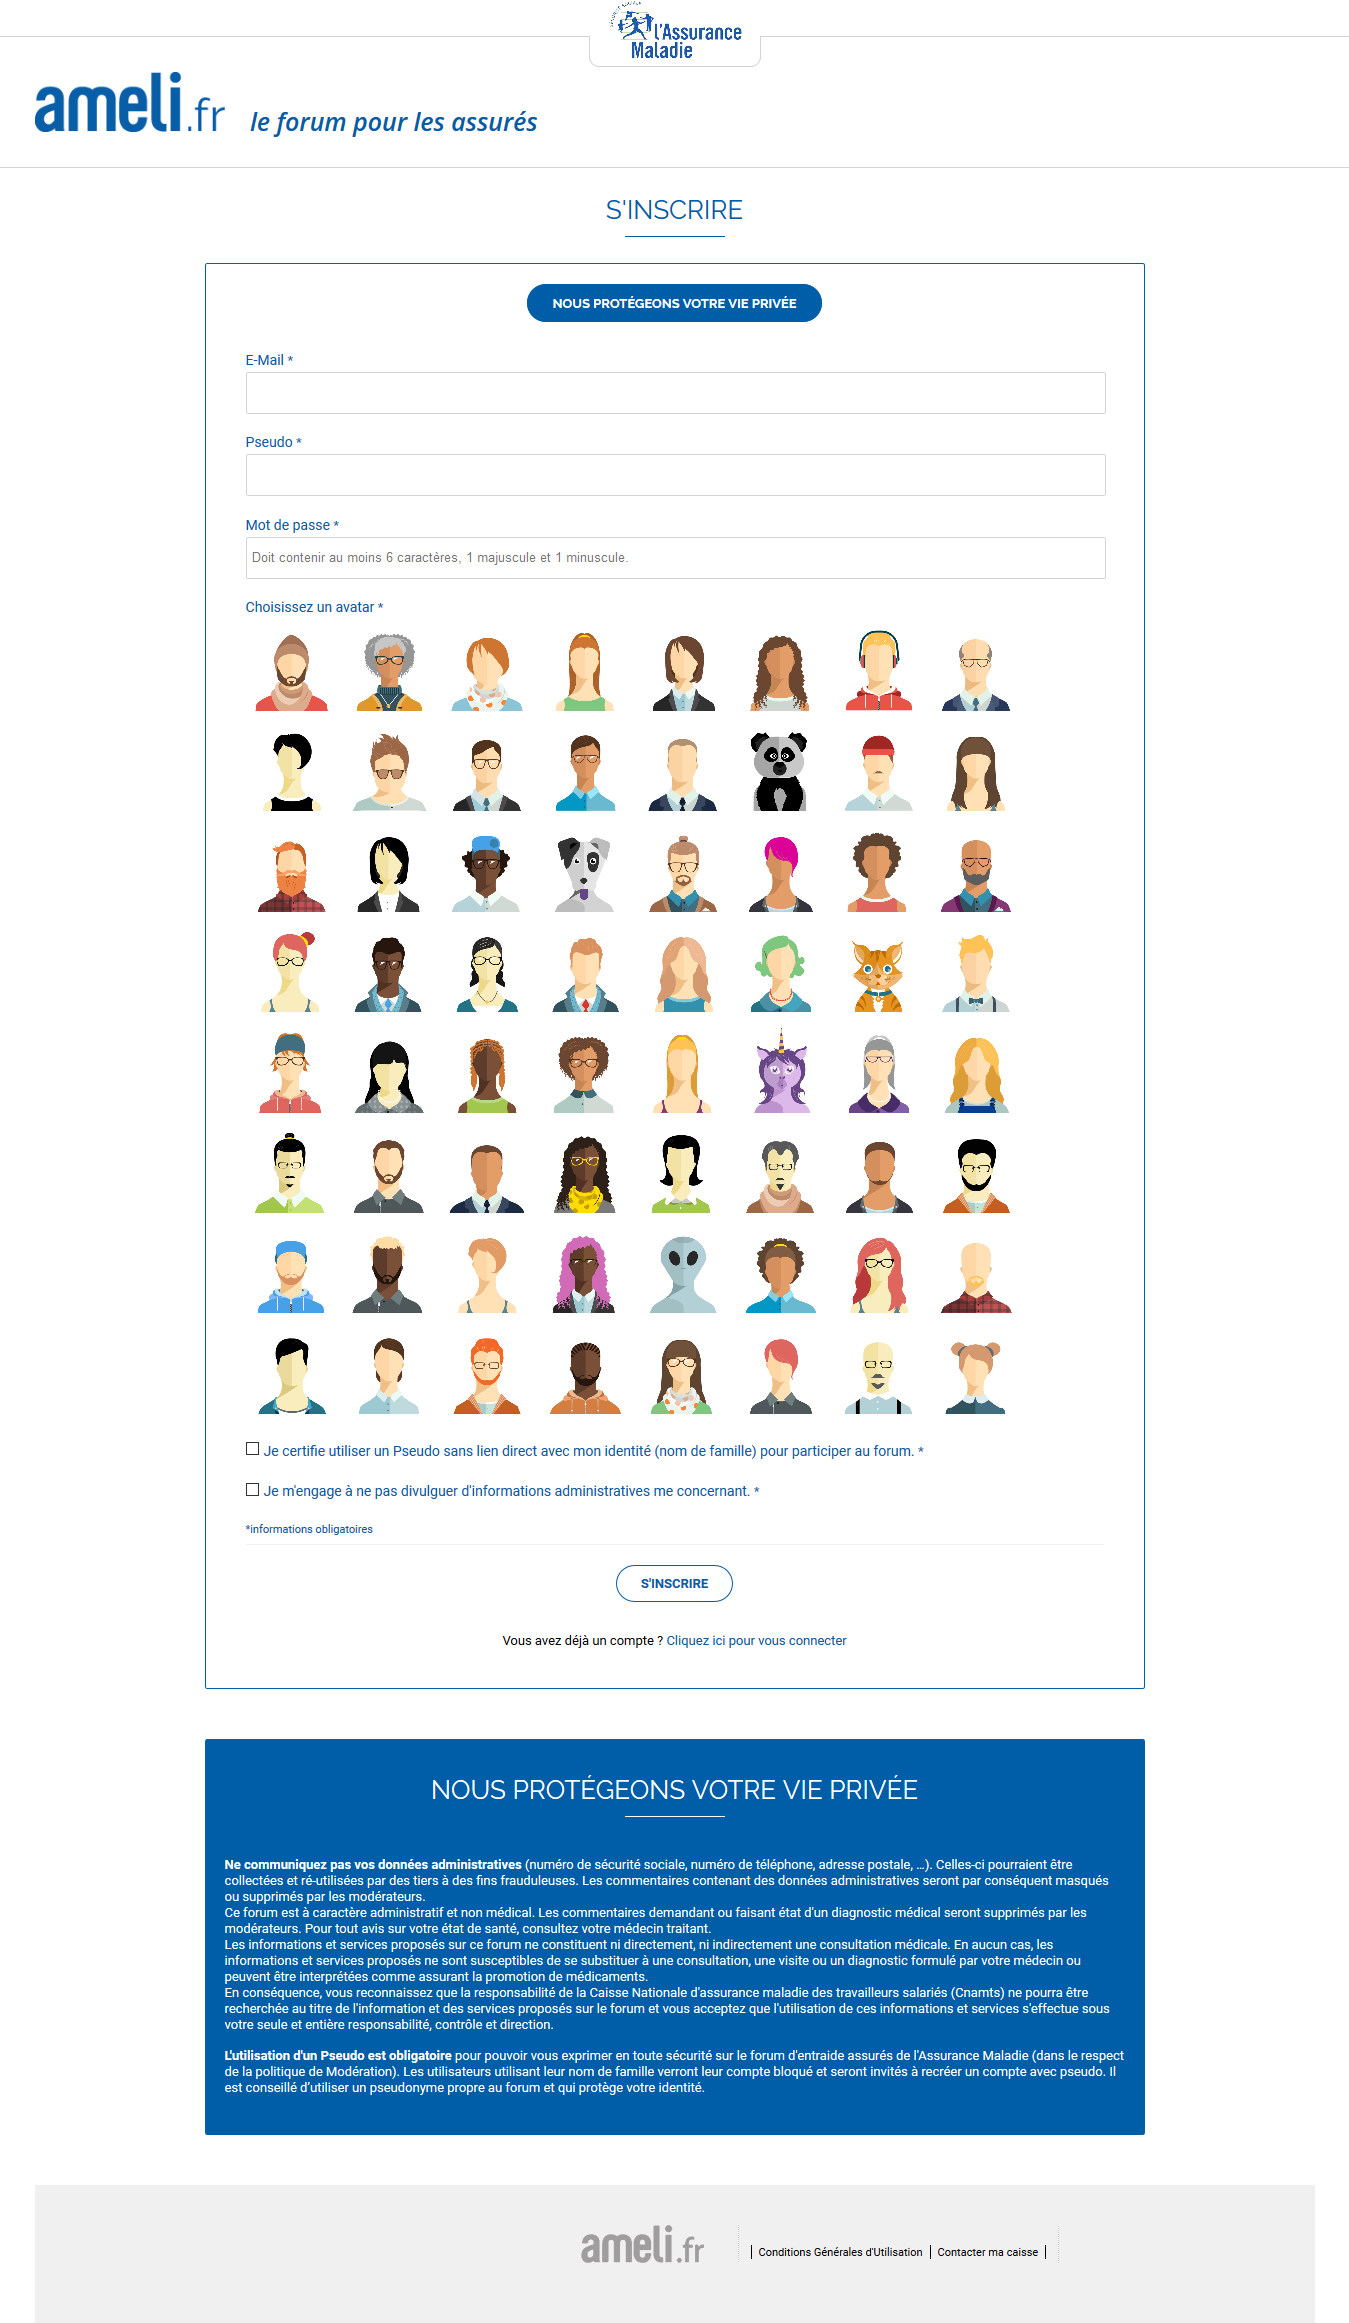 l'Assurance
Maladie
ameli.fr le forum pour les assurés
S'INSCRIRE
NOUS PROTÉGEONS VOTRE VIE PRIVÉE
E-Mail *
Pseudo *
Mot de passe *
Doit contenir au moins 6 caractères, 1 majuscule et 1 minuscule.
Choisissez un avatar *
Je certifie utiliser un Pseudo sans lien direct avec mon identité (nom de famille) pour participer au forum. *
Je m'engage à ne pas divulguer d'informations administratives me concernant. *
*informations obligatoires
S'INSCRIRE
Vous avez déjà un compte ? Cliquez ici pour vous connecter
NOUS PROTÉGEONS VOTRE VIE PRIVÉE
Ne communiquez pas vos données administratives (numéro de sécurité sociale, numéro de téléphone, adresse postale, ...). Celles-ci pourraient être
collectées et ré-utilisées par des tiers à des fins frauduleuses. Les commentaires contenant des données administratives seront par conséquent masqués
ou supprimés par les modérateurs.
Ce forum est à caractère administratif et non médical. Les commentaires demandant ou faisant état d'un diagnostic médical seront supprimés par les
modérateurs. Pour tout avis sur votre état de santé, consultez votre médecin traitant.
Les informations et services proposés sur ce forum ne constituent ni directement, ni indirectement une consultation médicale. En aucun cas, les
informations et services proposés ne sont susceptibles de se substituer à une consultation, une visite ou un diagnostic formulé par votre médecin ou
peuvent être interprétées comme assurant la promotion de médicaments.
En conséquence, vous reconnaissez que la responsabilité de la Caisse Nationale d'assurance maladie des travailleurs salariés (Cnamts) ne pourra être
recherchée au titre de l'information et des services proposés sur le forum et vous acceptez que l'utilisation de ces informations et services s'effectue sous
votre seule et entière responsabilité, contrôle et direction.
L'utilisation d'un Pseudo est obligatoire pour pouvoir vous exprimer en toute sécurité sur le forum d'entraide assurés de l'Assurance Maladie (dans le respect
de la politique de Modération). Les utilisateurs utilisant leur nom de famille verront leur compte bloqué et seront invités à recréer un compte avec pseudo. Il
est conseillé d'utiliser un pseudonyme propre au forum et qui protège votre identité.
ameli.fr | Conditions Générales d'Utilisation | Contacter ma caisse |